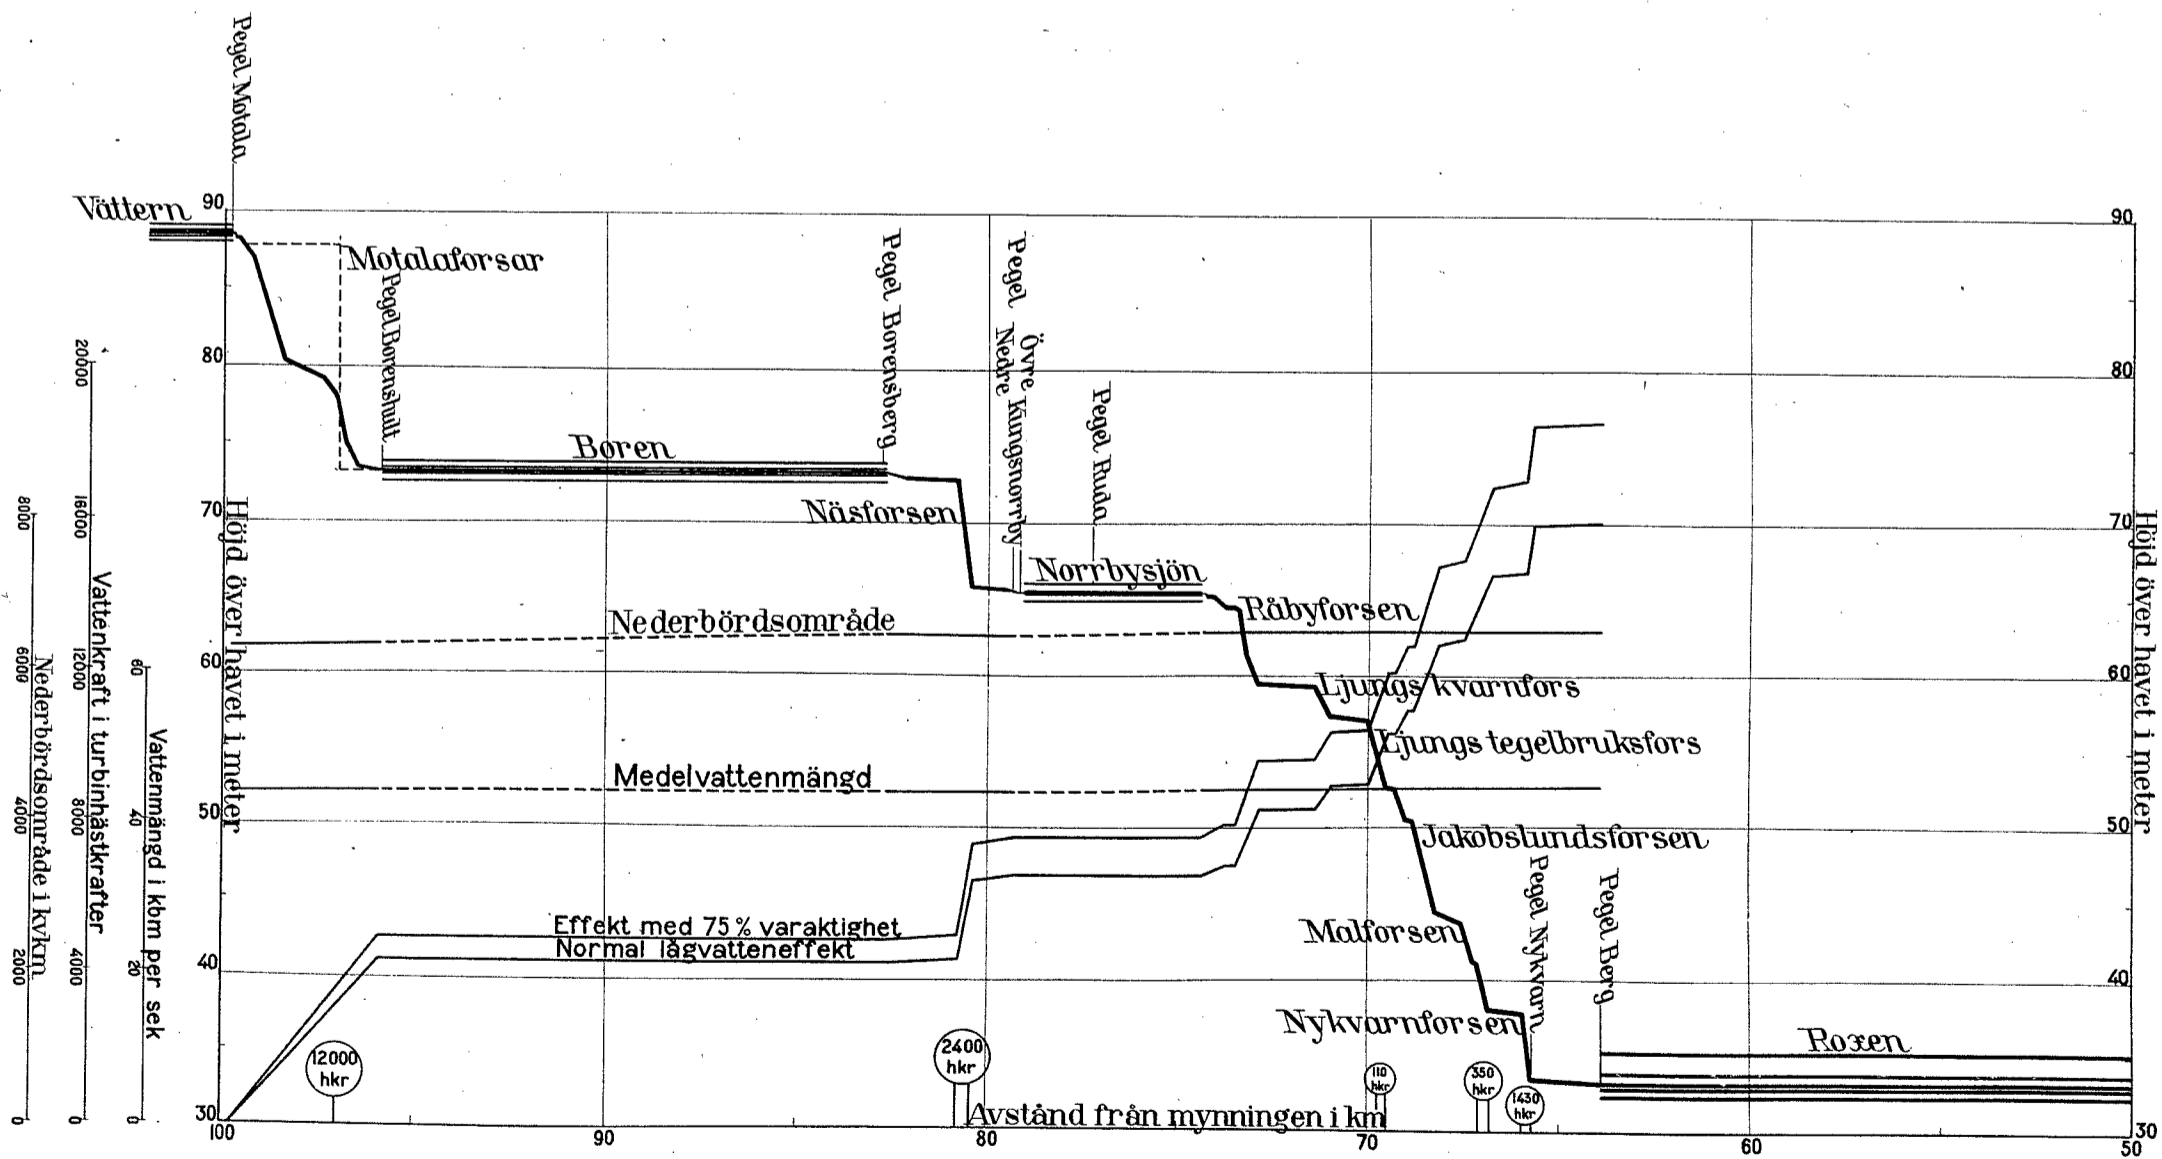 Pegel Motala
Vättern
90
90
Motalaforsar
Pegel Borenshult
Pegel Borensberg
Pegel Nedre
Övre Kungsnorrby
Pegel Ruda
80
80
20000
Boren
Näsforsen
70
70
16000
8000
Höjd över havet i meter
Höjd över havet i meter
Norrbysjön
Råbyforsen
Nederbördsområde
60
60
60
12000
6000
Ljungs kvarnfors
Ljungs tegelbruksfors
Medelvattenmängd
Vattenkraft i turbinhästkrafter
Nederbördsområde i kvkm
Vattenmängd i kbm per sek
50
50
40
8000
4000
Jakobslundsforsen
Pegel Nykvarn
Pegel Berg
Effekt med 75% varaktighet
Normal lågvatteneffekt
Malforsen
40
40
20
4000
2000
Nykvarnforsen
Roxen
12000
hkr
2400
hkr
110
hkr
350
hkr
1430
hkr
Avstånd från mynningen i km
30
30
0
0
0
100
90
80
70
60
50